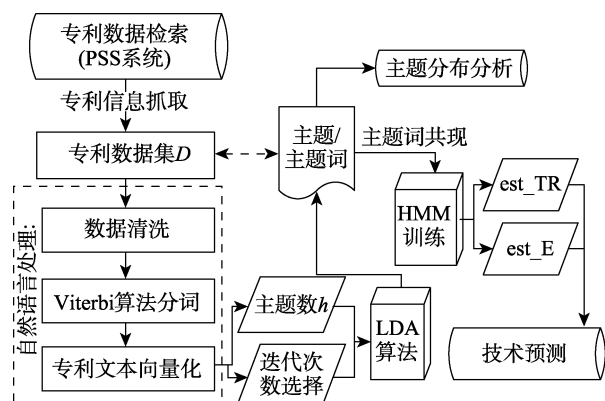 专利数据检索
(PSS系统)
专利信息抓取
专利数据集D
自然语言处理:
数据清洗
Viterbi算法分词
专利文本向量化
主题数h
迭代次
数选择
LDA
算法
主题/
主题词
主题分布分析
主题词共现
HMM
训练
est_TR
est_E
技术预测